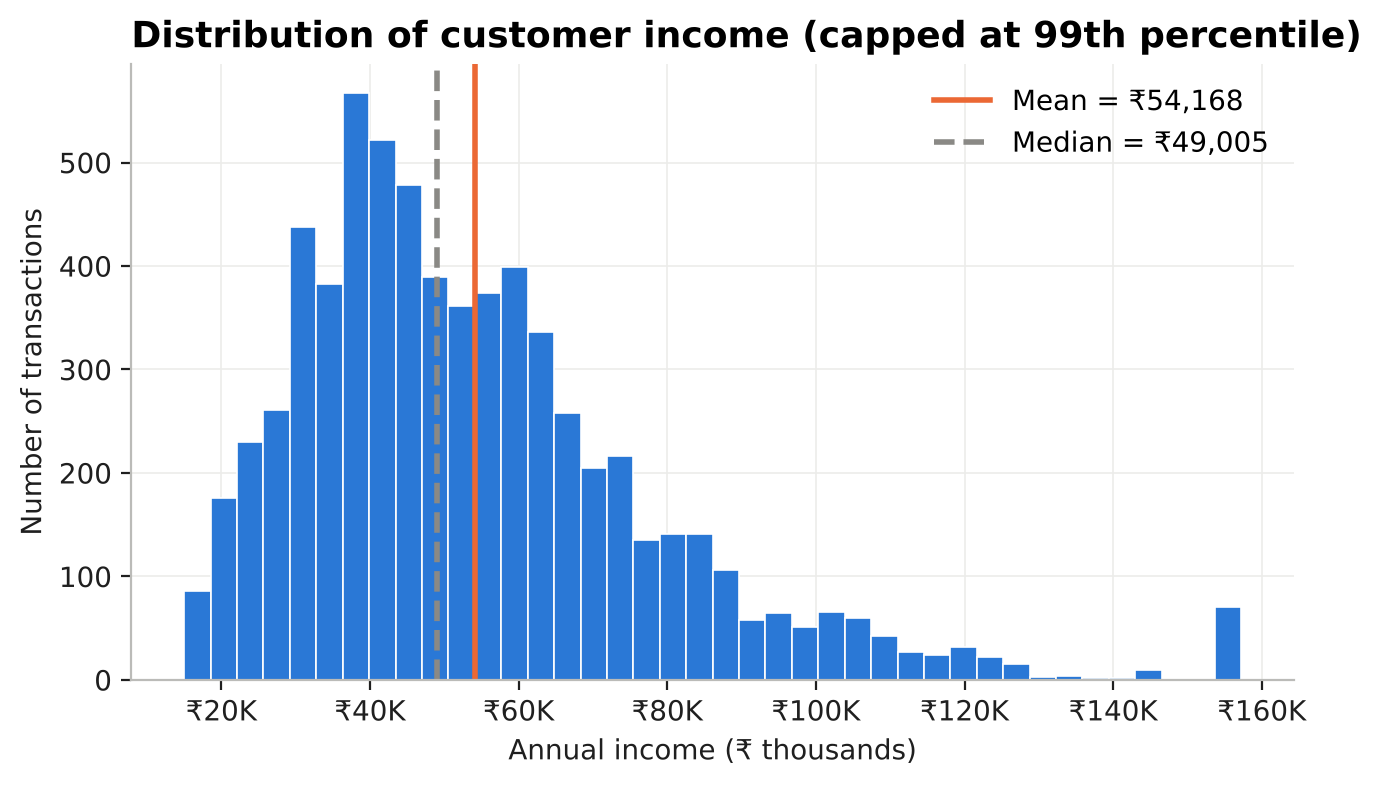 Distribution of customer income (capped at 99th percentile)
Mean = ₹54,168
Median = ₹49,005
Number of transactions
500
400
300
200
100
0
₹20K ₹40K ₹60K ₹80K ₹100K ₹120K ₹140K ₹160K
Annual income (₹ thousands)